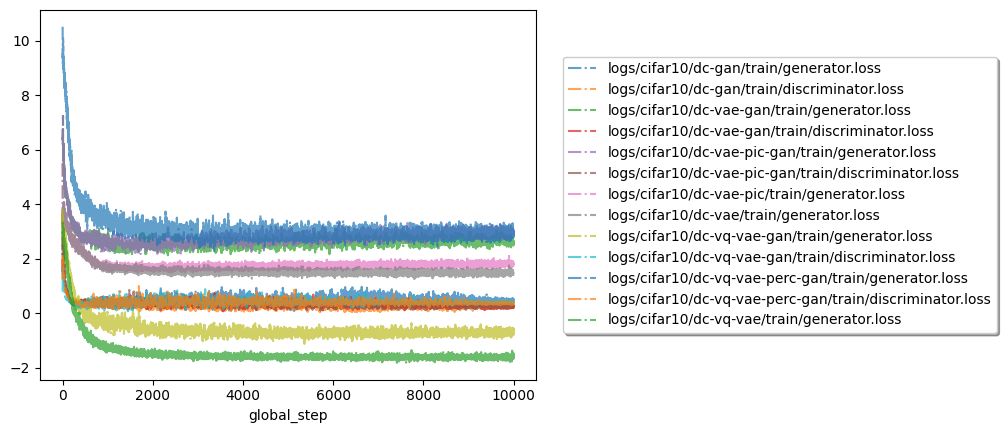 10
8
6
4
2
0
−2
0
2000
4000
6000
8000
10000
global_step
logs/cifar10/dc-gan/train/generator.loss
logs/cifar10/dc-gan/train/discriminator.loss
logs/cifar10/dc-vae-gan/train/generator.loss
logs/cifar10/dc-vae-gan/train/discriminator.loss
logs/cifar10/dc-vae-pic-gan/train/generator.loss
logs/cifar10/dc-vae-pic-gan/train/discriminator.loss
logs/cifar10/dc-vae-pic/train/generator.loss
logs/cifar10/dc-vae/train/generator.loss
logs/cifar10/dc-vq-vae-gan/train/generator.loss
logs/cifar10/dc-vq-vae-gan/train/discriminator.loss
logs/cifar10/dc-vq-vae-perc-gan/train/generator.loss
logs/cifar10/dc-vq-vae-perc-gan/train/discriminator.loss
logs/cifar10/dc-vq-vae/train/generator.loss